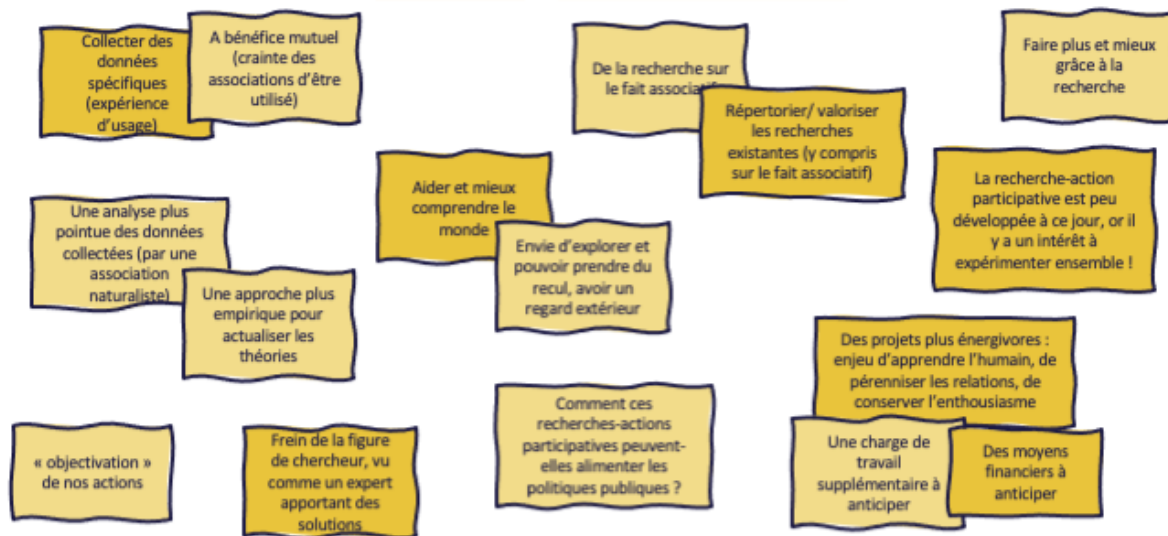 Collecter des
données
spécifiques
(expérience
d'usage)
A bénéfice mutuel
(crainte des
associations d'être
utilisé)
De la recherche sur
le fait associatif
Répertorier/ valoriser
les recherches
existantes (y compris
sur le fait associatif)
Faire plus et mieux
grâce à la
recherche
Aider et mieux
comprendre le
monde
Envie d'explorer et
pouvoir prendre du
recul, avoir un
regard extérieur
La recherche-action
participative est peu
développée à ce jour, or il
y a un intérêt à
expérimenter ensemble !
Une analyse plus
pointue des données
collectées (par une
association
naturaliste)
Une approche plus
empirique pour
actualiser les
théories
Des projets plus énergivores :
enjeu d'apprendre l'humain, de
pérenniser les relations, de
conserver l'enthousiasme
Une charge de
travail
supplémentaire à
anticiper
Des moyens
financiers à
anticiper
« objectivation »
de nos actions
Frein de la figure
de chercheur, vu
comme un expert
apportant des
solutions
Comment ces
recherches-actions
participatives peuvent-
elles alimenter les
politiques publiques ?